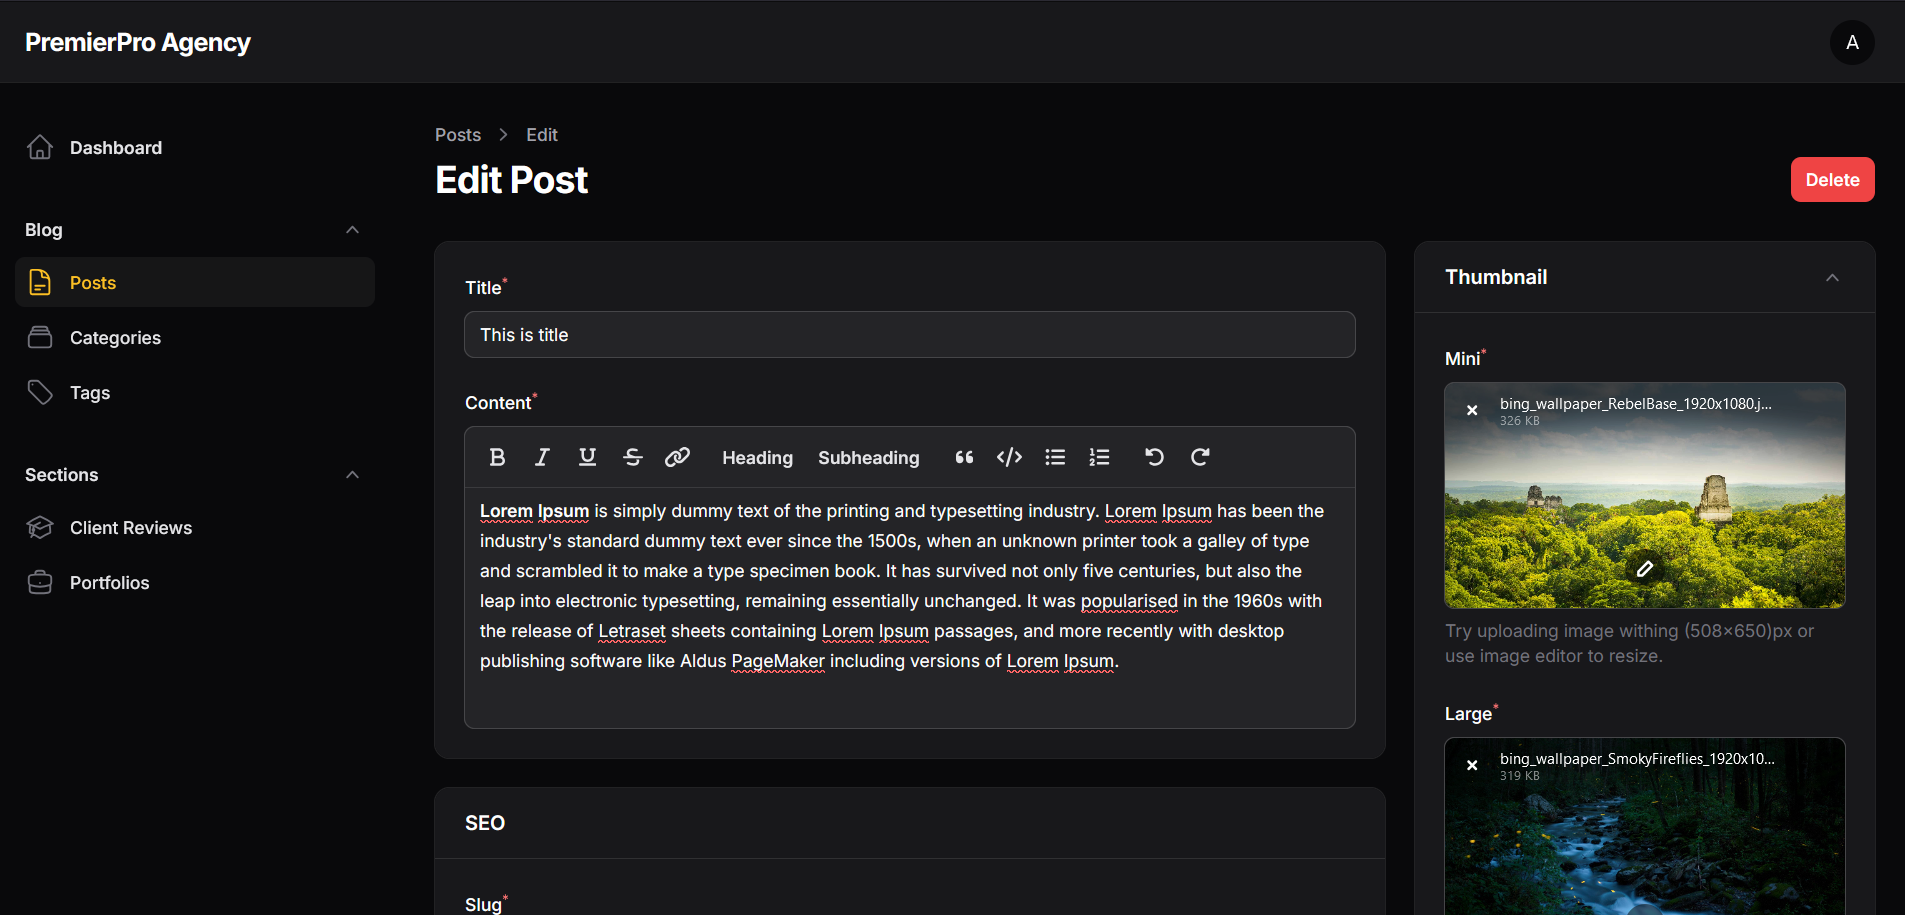 PremierPro Agency
A
Dashboard
Blog
Posts
Categories
Tags
Sections
Client Reviews
Portfolios
Posts > Edit
Edit Post
Delete
Title*
This is title
Content*
B I U S Heading Subheading
Lorem Ipsum is simply dummy text of the printing and typesetting industry. Lorem Ipsum has been the
industry's standard dummy text ever since the 1500s, when an unknown printer took a galley of type
and scrambled it to make a type specimen book. It has survived not only five centuries, but also the
leap into electronic typesetting, remaining essentially unchanged. It was popularised in the 1960s with
the release of Letraset sheets containing Lorem Ipsum passages, and more recently with desktop
publishing software like Aldus PageMaker including versions of Lorem Ipsum.
SEO
Slug*
Thumbnail
Mini*
bing_wallpaper_RebelBase_1920x1080.j...
326 KB
Try uploading image withing (508×650)px or
use image editor to resize.
Large*
bing_wallpaper_SmokyFireflies_1920x10...
319 KB